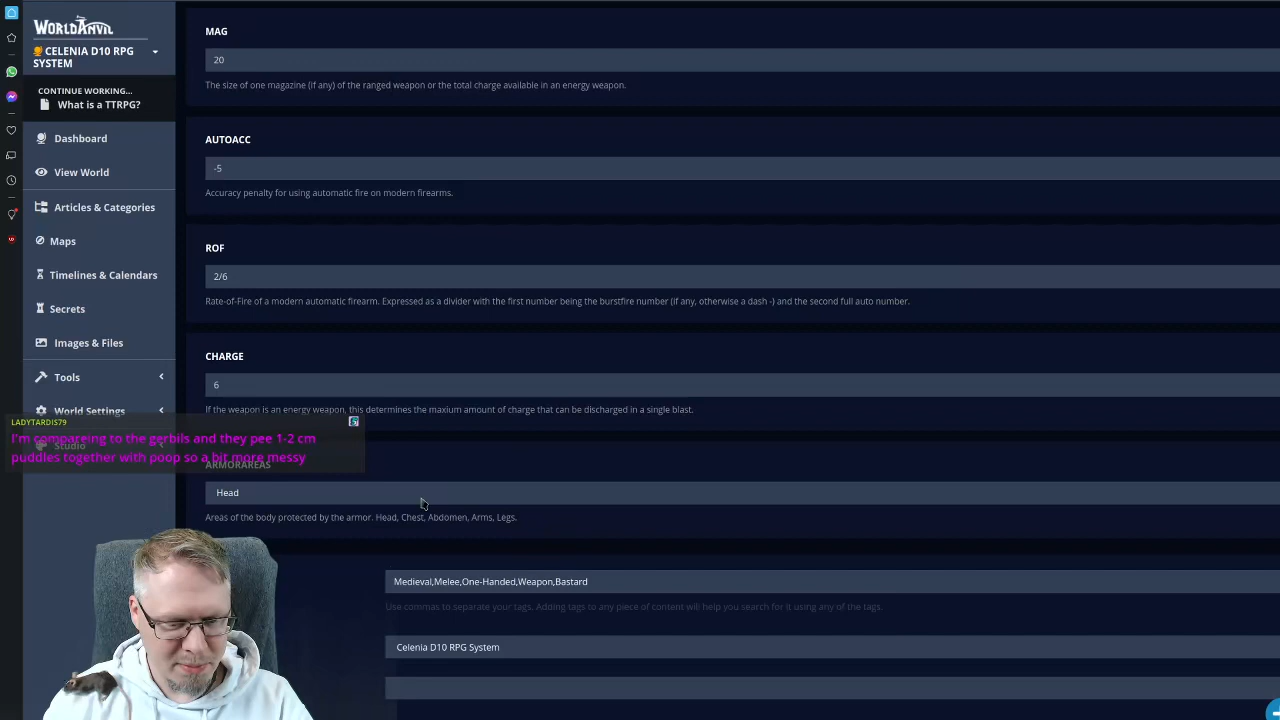 WORLDANVIL
CELENIA D10 RPG
SYSTEM
CONTINUE WORKING...
What is a TTRPG?
Dashboard
View World
Articles & Categories
Maps
Timelines & Calendars
Secrets
Images & Files
Tools
World Settings
Studio
LADYTARDIS79
I'm compareing to the gerbils and they pee 1-2 cm
puddles together with poop so a bit more messy
MAG
20
The size of one magazine (if any) of the ranged weapon or the total charge available in an energy weapon.
AUTOACC
-5
Accuracy penalty for using automatic fire on modern firearms.
ROF
2/6
Rate-of-Fire of a modern automatic firearm. Expressed as a divider with the first number being the burstfire number (if any, otherwise a dash -) and the second full auto number.
CHARGE
6
If the weapon is an energy weapon, this determines the maxium amount of charge that can be discharged in a single blast.
ARMORAREAS
Head
Areas of the body protected by the armor. Head, Chest, Abdomen, Arms, Legs.
Medieval,Melee,One-Handed,Weapon,Bastard
Use commas to separate your tags. Adding tags to any piece of content will help you search for it using any of the tags.
Celenia D10 RPG System